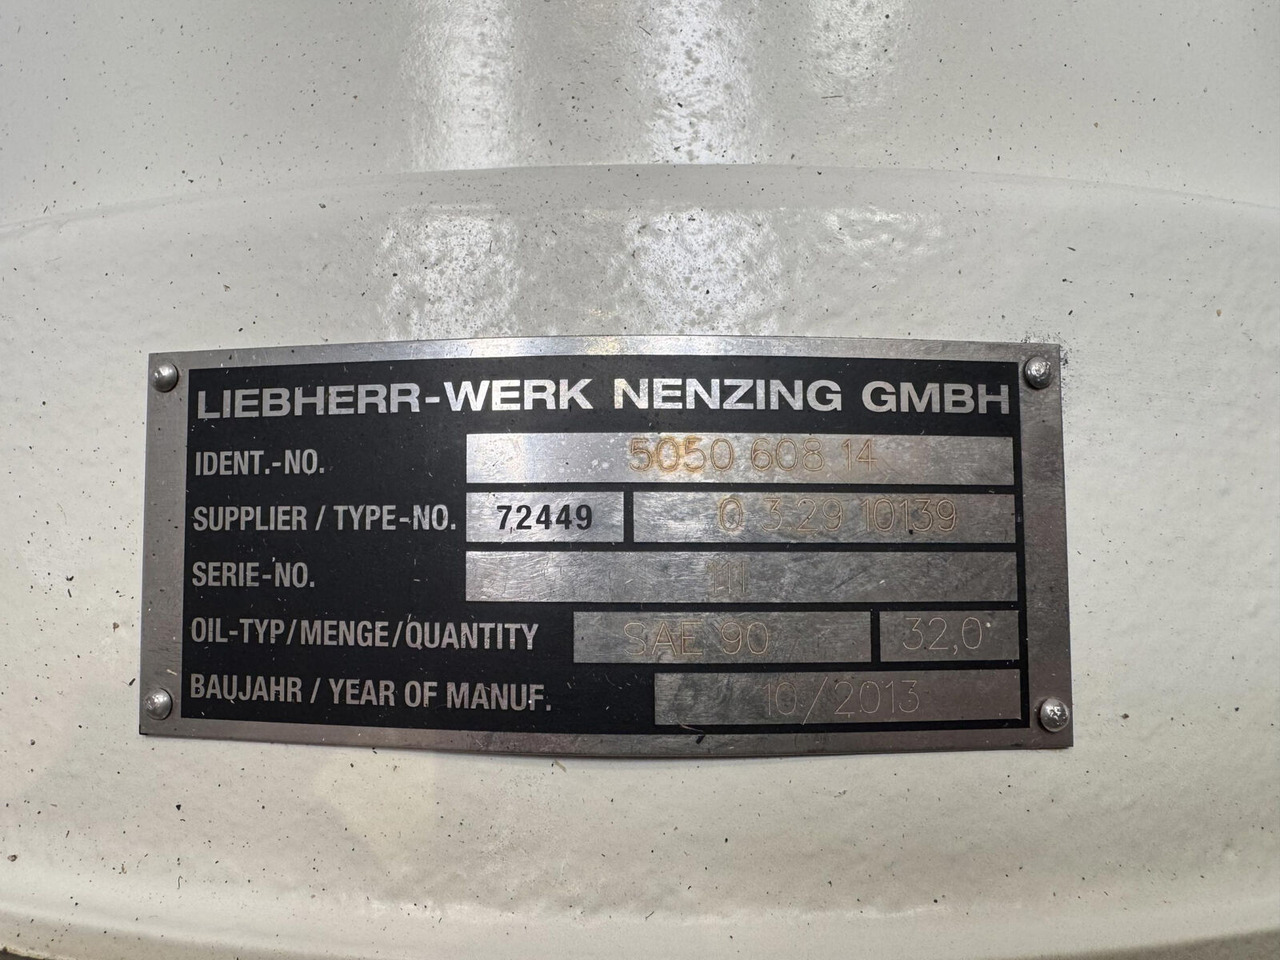 LIEBHERR-WERK NENZING GMBH
IDENT.-NO. 5050 608 14
SUPPLIER / TYPE-NO. 72449 0 3 29 10139
SERIE-NO. 111
OIL-TYP/MENGE/QUANTITY SAE 90 32,0
BAUJAHR / YEAR OF MANUF. 10/2013